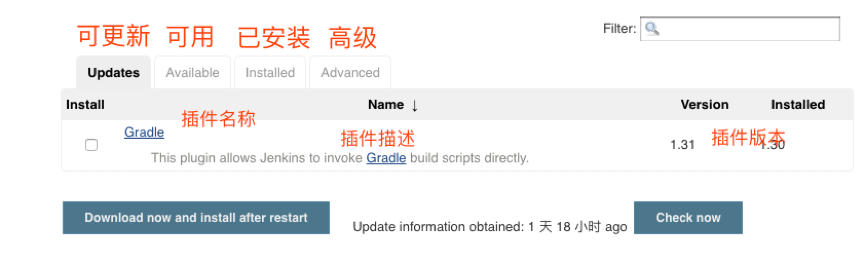 可更新 可用 已安装 高级
Filter:
Updates Available Installed Advanced
Install Name ↓ Version Installed
插件名称
Gradle
插件描述
插件版本
1.31 1.30
This plugin allows Jenkins to invoke Gradle build scripts directly.
Download now and install after restart Update information obtained: 1 天 18 小时 ago Check now